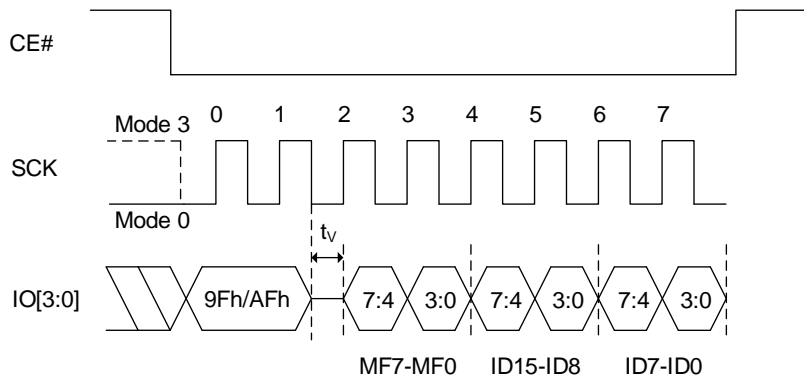 CE#
0 1 2 3 4 5 6 7
Mode 3
SCK
Mode 0
tV
IO[3:0]
9Fh/AFh 7:4 3:0 7:4 3:0 7:4 3:0
MF7-MF0 ID15-ID8 ID7-ID0